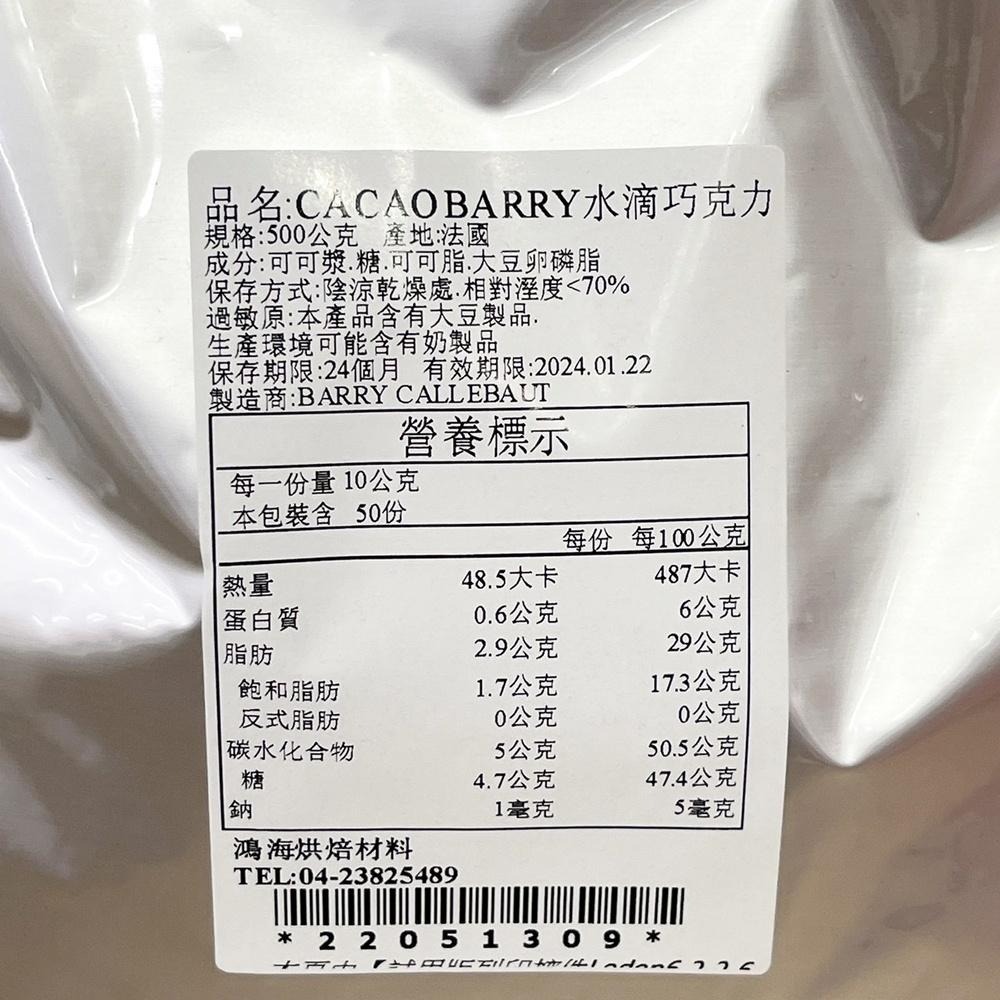 品名:CACAO BARRY水滴巧克力
規格:500公克 產地:法國
成分:可可漿.糖.可可脂.大豆卵磷脂
保存方式:陰涼乾燥處.相對溼度<70%
過敏原:本產品含有大豆製品.
生產環境可能含有奶製品
保存期限:24個月 有效期限:2024.01.22
製造商:BARRY CALLEBAUT
營養標示
每一份量 10公克
本包裝含 50份
每份 每100公克
熱量 48.5大卡 487大卡
蛋白質 0.6公克 6公克
脂肪 2.9公克 29公克
飽和脂肪 1.7公克 17.3公克
反式脂肪 0公克 0公克
碳水化合物 5公克 50.5公克
糖 4.7公克 47.4公克
鈉 1毫克 5毫克
鴻海烘焙材料
TEL:04-23825489
*22051309*